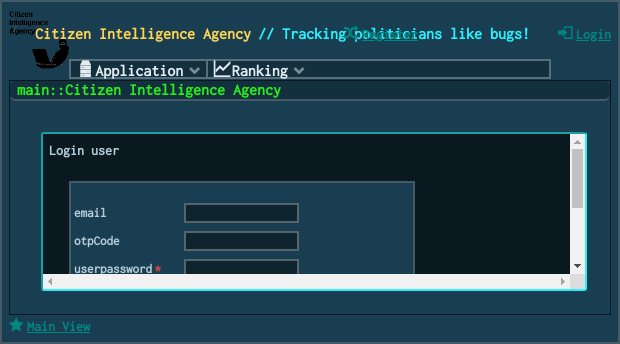 Citizen
Intelligence
Agency
Citizen Intelligence Agency // Tracking politicians like bugs!
Register
Login
Application
Ranking
main::Citizen Intelligence Agency
Login user
email
otpCode
userpassword*
Main View